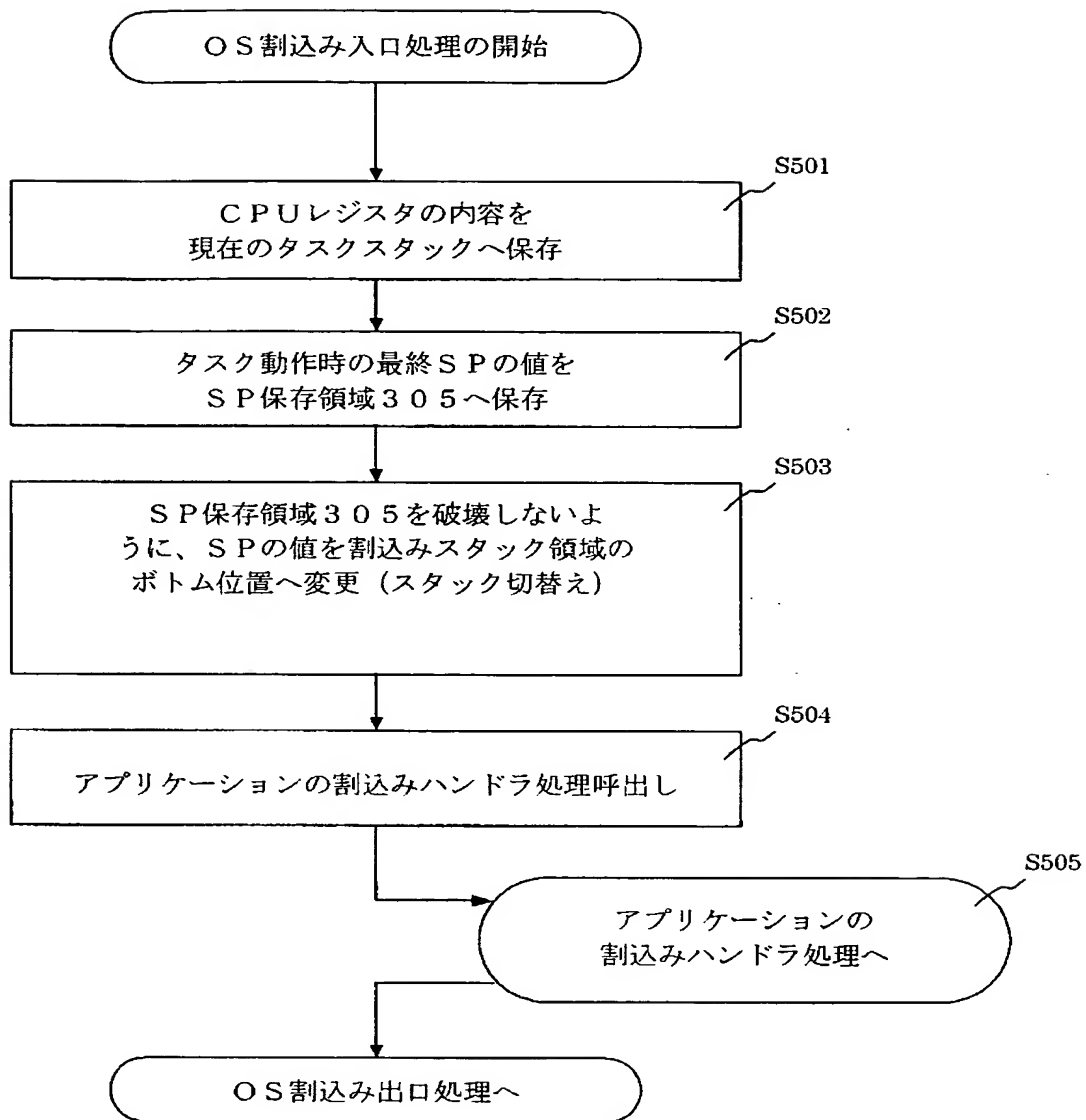 ＯＳ割込み入口処理の開始
S501
ＣＰＵレジスタの内容を
現在のタスクスタックへ保存
S502
タスク動作時の最終ＳＰの値を
ＳＰ保存領域３０５へ保存
S503
ＳＰ保存領域３０５を破壊しないよ
うに、ＳＰの値を割込みスタック領域の
ボトム位置へ変更（スタック切替え）
S504
アプリケーションの割込みハンドラ処理呼出し
S505
アプリケーションの
割込みハンドラ処理へ
ＯＳ割込み出口処理へ